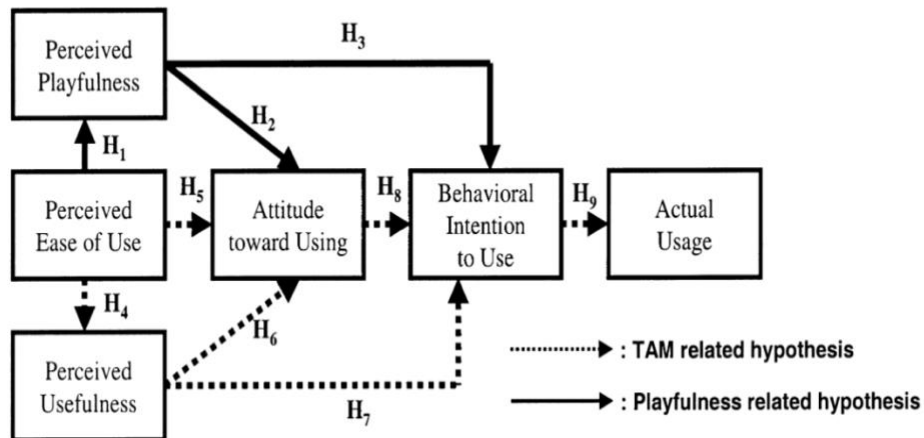 H3
Perceived
Playfulness
H2
H1
H5
H8
H9
Perceived
Ease of Use
Attitude
toward Using
Behavioral
Intention
to Use
Actual
Usage
H4
H6
Perceived
Usefulness
H7
: TAM related hypothesis
: Playfulness related hypothesis